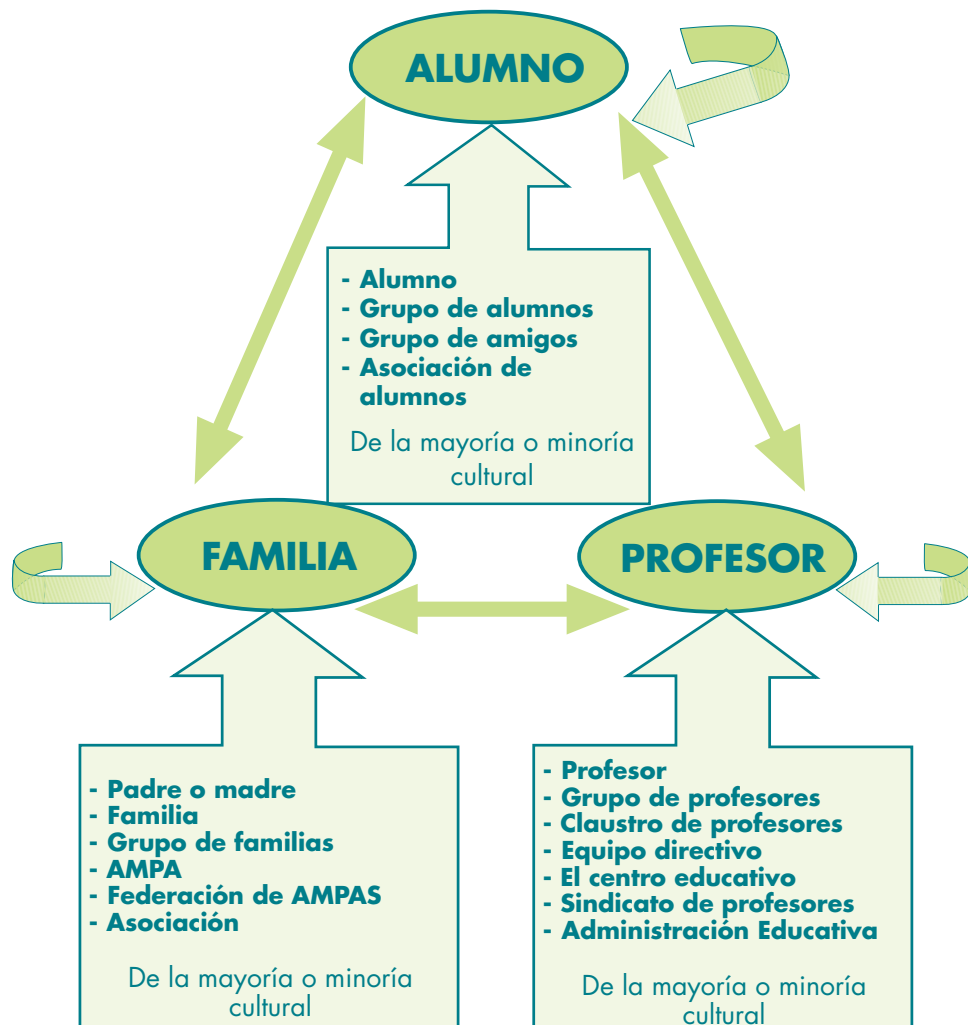 ALUMNO
- Alumno
- Grupo de alumnos
- Grupo de amigos
- Asociación de
alumnos
De la mayoría o minoría
cultural
FAMILIA
PROFESOR
- Padre o madre
- Familia
- Grupo de familias
- AMPA
- Federación de AMPAS
- Asociación
De la mayoría o minoría
cultural
- Profesor
- Grupo de profesores
- Claustro de profesores
- Equipo directivo
- El centro educativo
- Sindicato de profesores
- Administración Educativa
De la mayoría o minoría
cultural